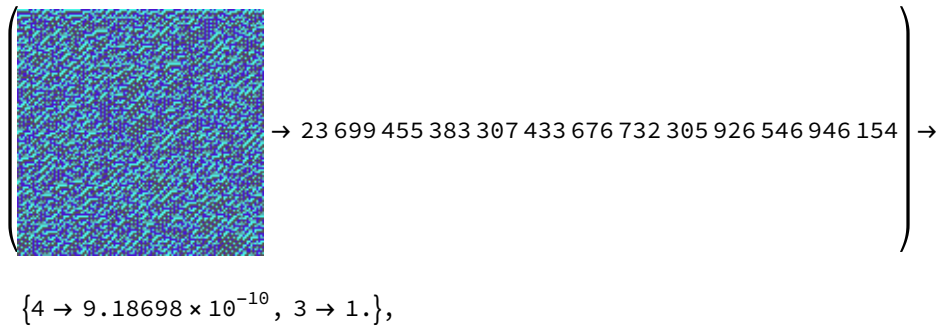 → 23 699 455 383 307 433 676 732 305 926 546 946 154 →
{4 → 9.18698 × 10⁻¹⁰, 3 → 1.},